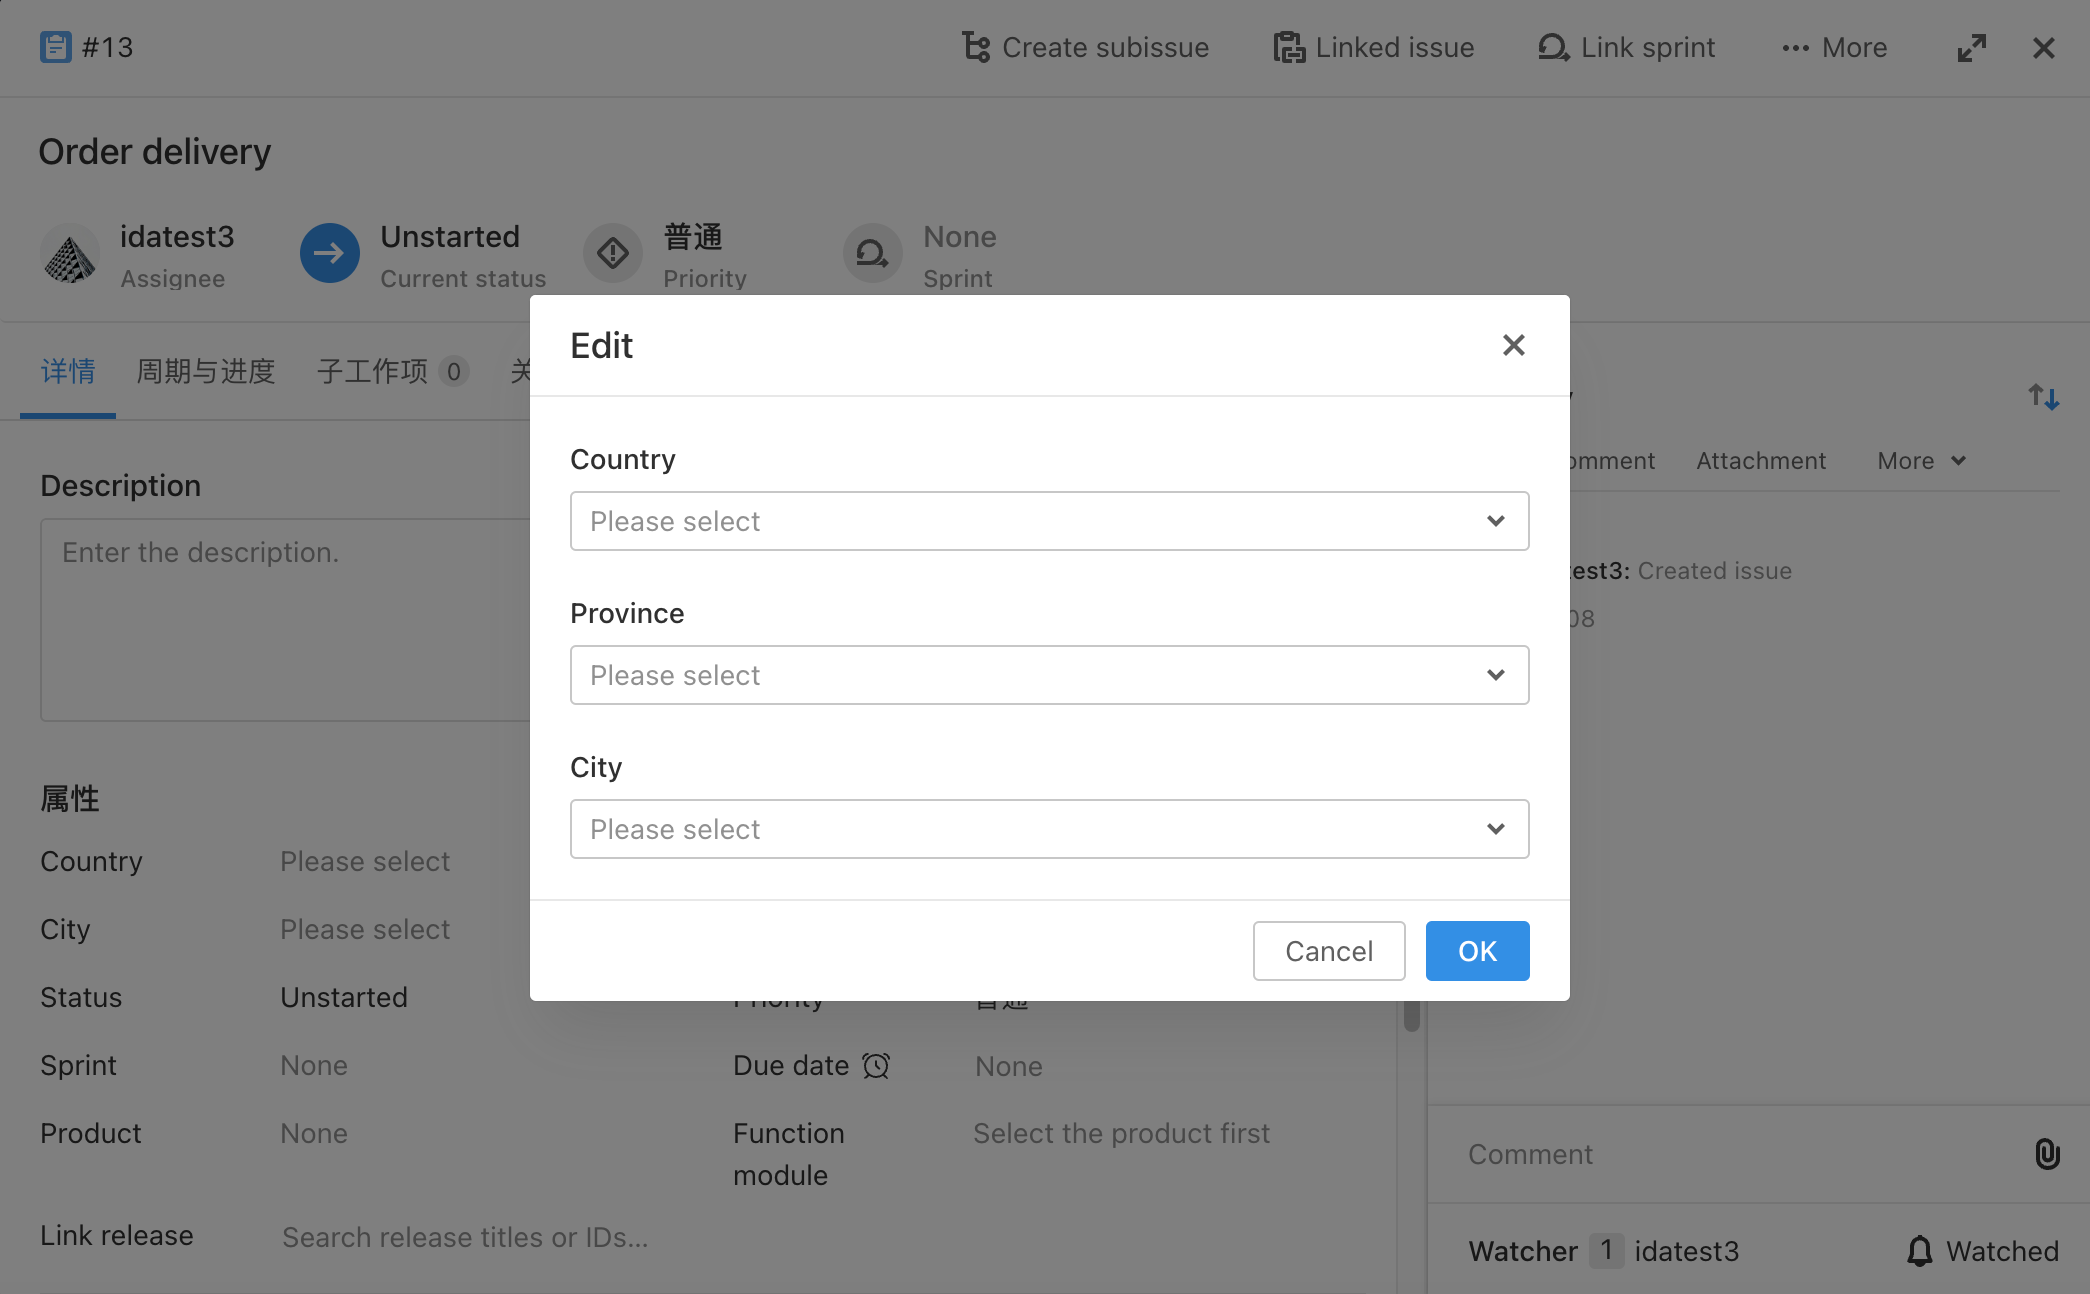 #13
Create subissue
Linked issue
Link sprint
More
Order delivery
idatest3
Assignee
Unstarted
Current status
普通
Priority
None
Sprint
详情
周期与进度
子工作项 0
关
Description
Enter the description.
属性
Country
Please select
City
Please select
Status
Unstarted
Priority
普通
Sprint
None
Due date
None
Product
None
Function module
Select the product first
Link release
Search release titles or IDs...
Edit
Country
Please select
Province
Please select
City
Please select
Cancel
OK
omment
Attachment
More
test3: Created issue
08
Comment
Watcher 1 idatest3
Watched